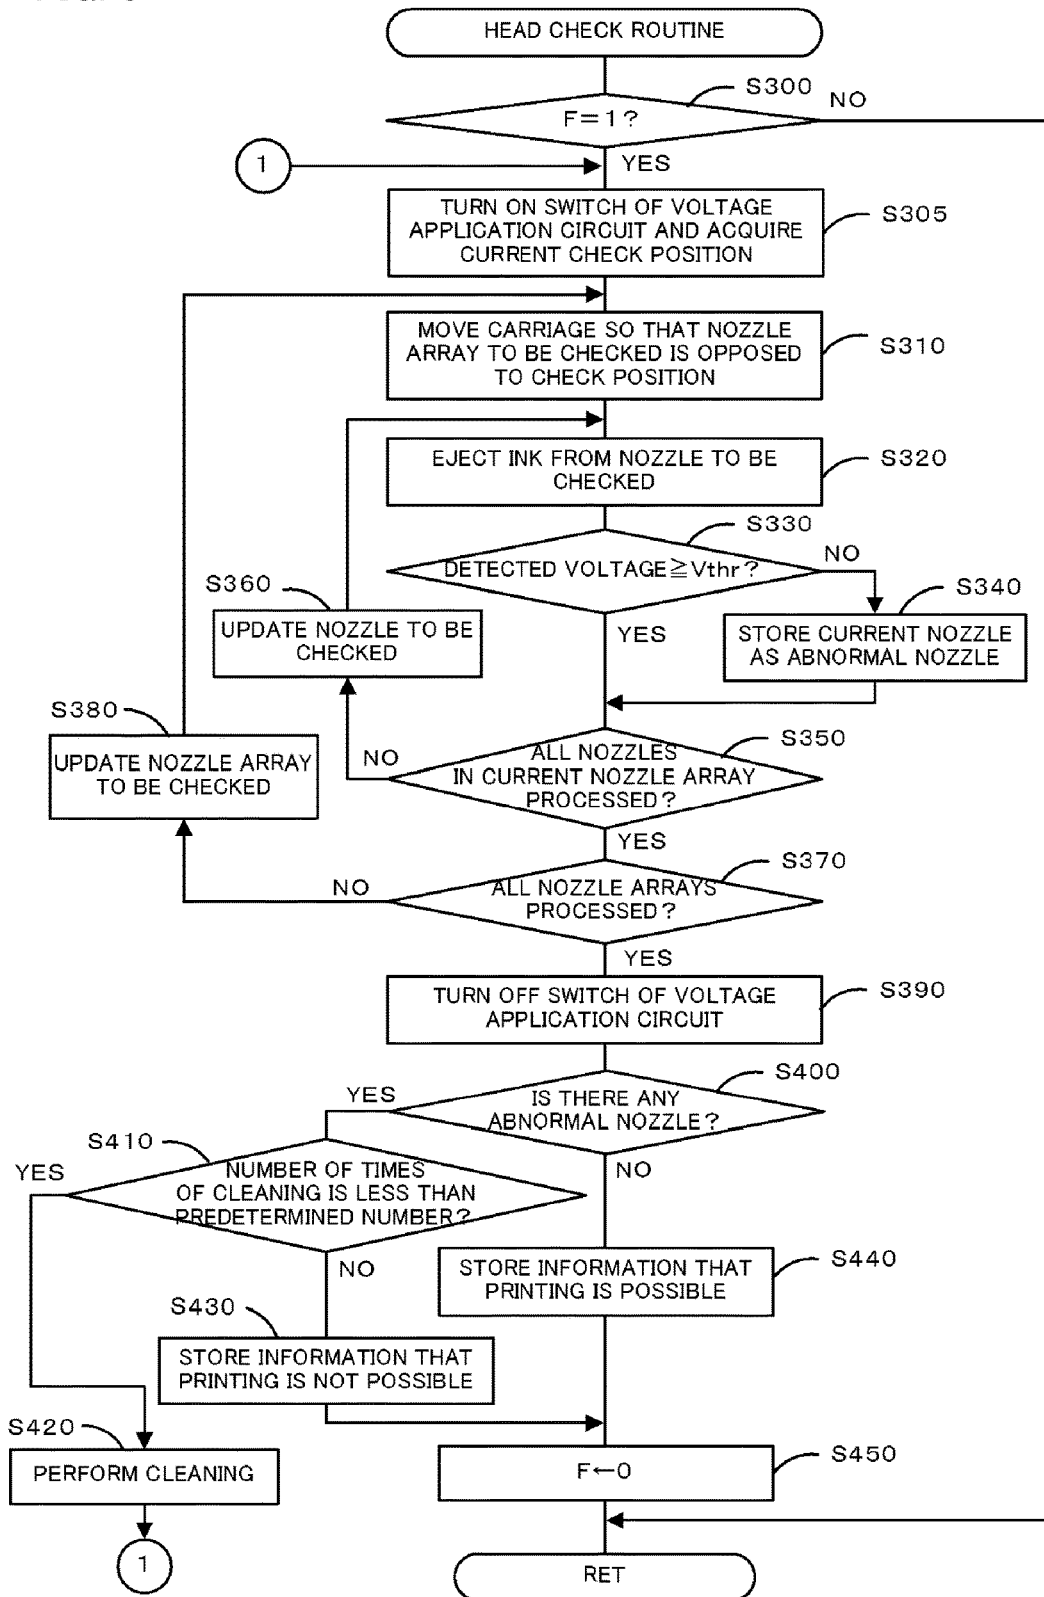 HEAD CHECK ROUTINE
S300
F=1?
NO
YES
1
TURN ON SWITCH OF VOLTAGE
APPLICATION CIRCUIT AND ACQUIRE
CURRENT CHECK POSITION
S305
MOVE CARRIAGE SO THAT NOZZLE
ARRAY TO BE CHECKED IS OPPOSED
TO CHECK POSITION
S310
EJECT INK FROM NOZZLE TO BE
CHECKED
S320
S330
DETECTED VOLTAGE≧Vthr?
NO
YES
S340
STORE CURRENT NOZZLE
AS ABNORMAL NOZZLE
S360
UPDATE NOZZLE TO BE
CHECKED
S350
ALL NOZZLES
IN CURRENT NOZZLE ARRAY
PROCESSED?
NO
YES
S380
UPDATE NOZZLE ARRAY
TO BE CHECKED
S370
ALL NOZZLE ARRAYS
PROCESSED?
NO
YES
TURN OFF SWITCH OF VOLTAGE
APPLICATION CIRCUIT
S390
S400
IS THERE ANY
ABNORMAL NOZZLE?
YES
NO
S410
NUMBER OF TIMES
OF CLEANING IS LESS THAN
PREDETERMINED NUMBER?
YES
NO
STORE INFORMATION THAT
PRINTING IS POSSIBLE
S440
S430
STORE INFORMATION THAT
PRINTING IS NOT POSSIBLE
S420
PERFORM CLEANING
1
F←0
S450
RET